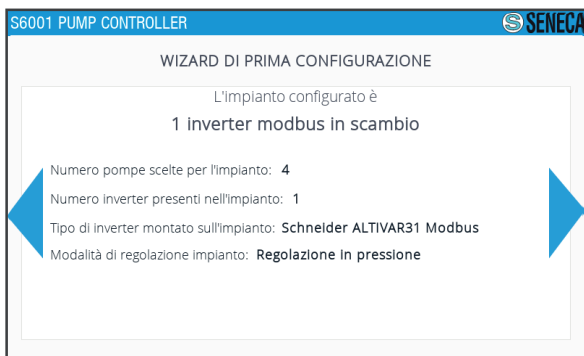 S6001 PUMP CONTROLLER
SENECA
WIZARD DI PRIMA CONFIGURAZIONE
L'impianto configurato è
1 inverter modbus in scambio
Numero pompe scelte per l'impianto: 4
Numero inverter presenti nell'impianto: 1
Tipo di inverter montato sull'impianto: Schneider ALTIVAR31 Modbus
Modalità di regolazione impianto: Regolazione in pressione